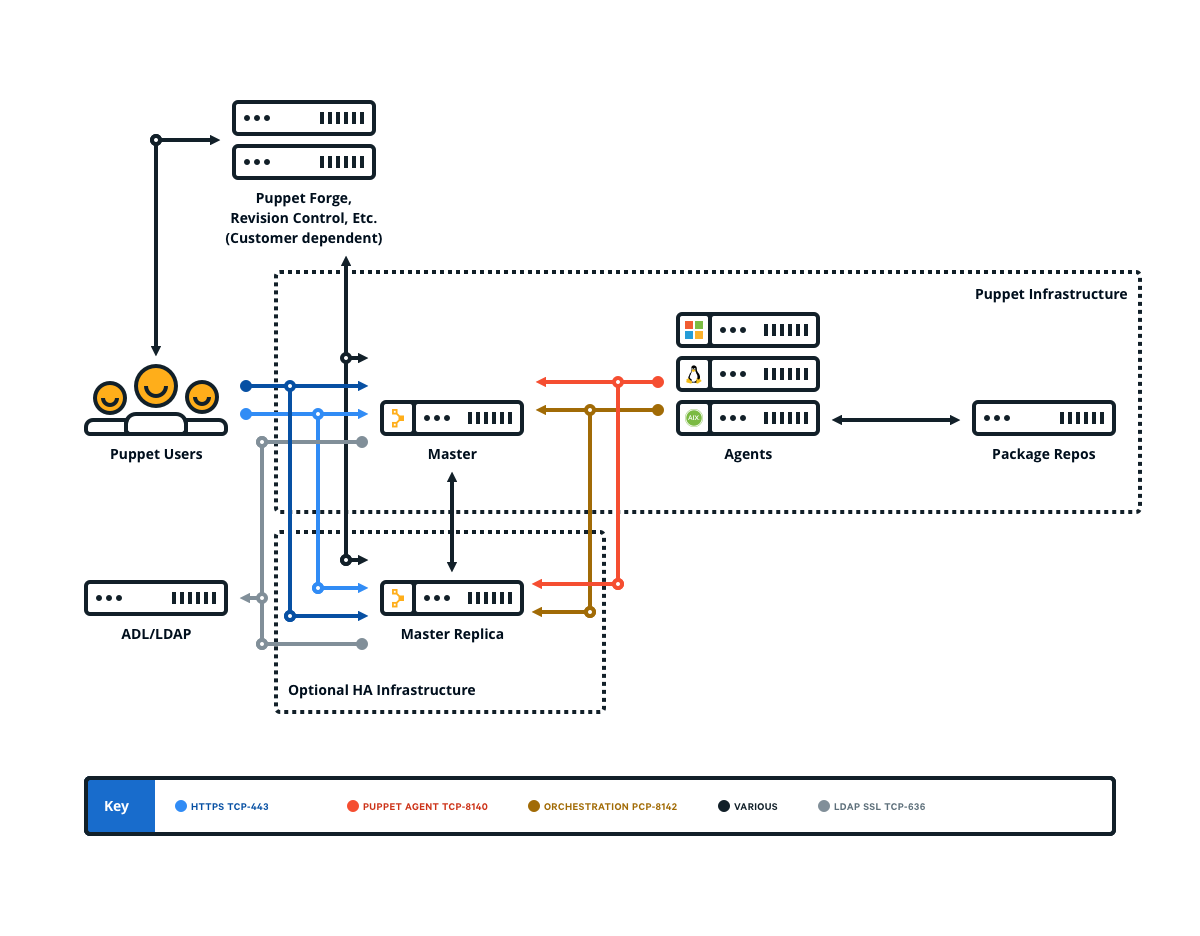 Puppet Forge,
Revision Control, Etc.
(Customer dependent)
Puppet Infrastructure
AIX
Puppet Users
Master
Agents
Package Repos
ADL/LDAP
Master Replica
Optional HA Infrastructure
Key
HTTPS TCP-443
PUPPET AGENT TCP-8140
ORCHESTRATION PCP-8142
VARIOUS
LDAP SSL TCP-636